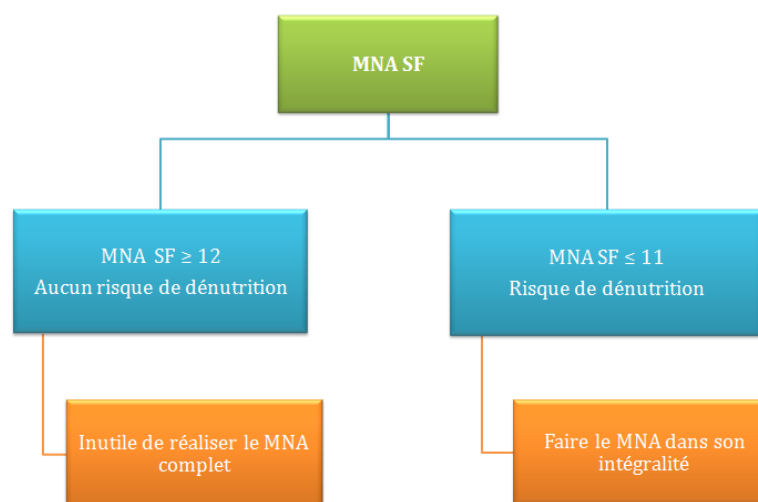 MNA SF
MNA SF ≥ 12
Aucun risque de dénutrition
MNA SF ≤ 11
Risque de dénutrition
Inutile de réaliser le MNA
complet
Faire le MNA dans son
intégralité